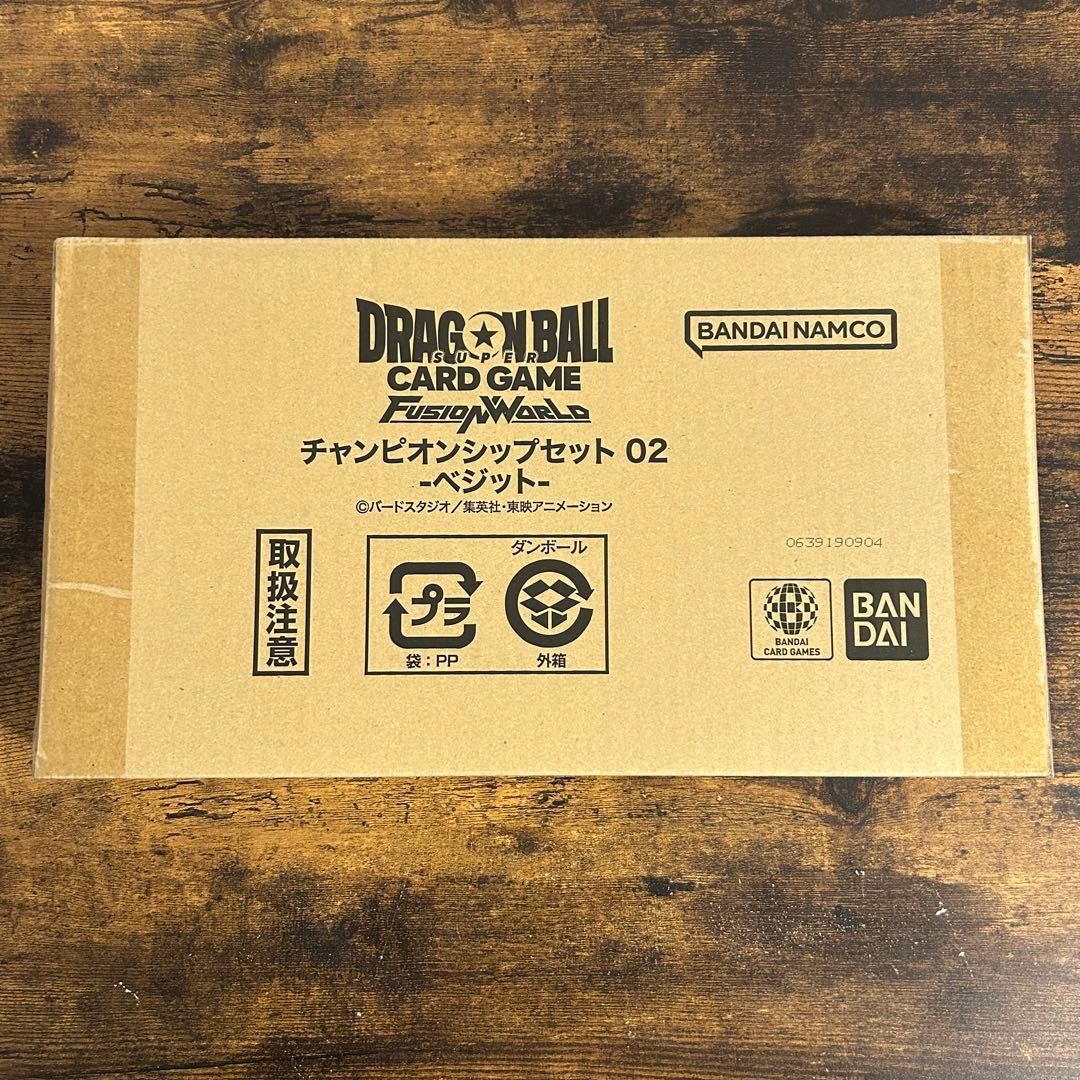 DRAGON BALL
SUPER
CARD GAME
FUSION WORLD
チャンピオンシップセット 02
-ベジット-
©バードスタジオ／集英社・東映アニメーション
BANDAI NAMCO
取扱注意
ダンボール
プラ
袋：PP
外箱
0639190904
BANDAI
CARD GAMES
BAN
DAI